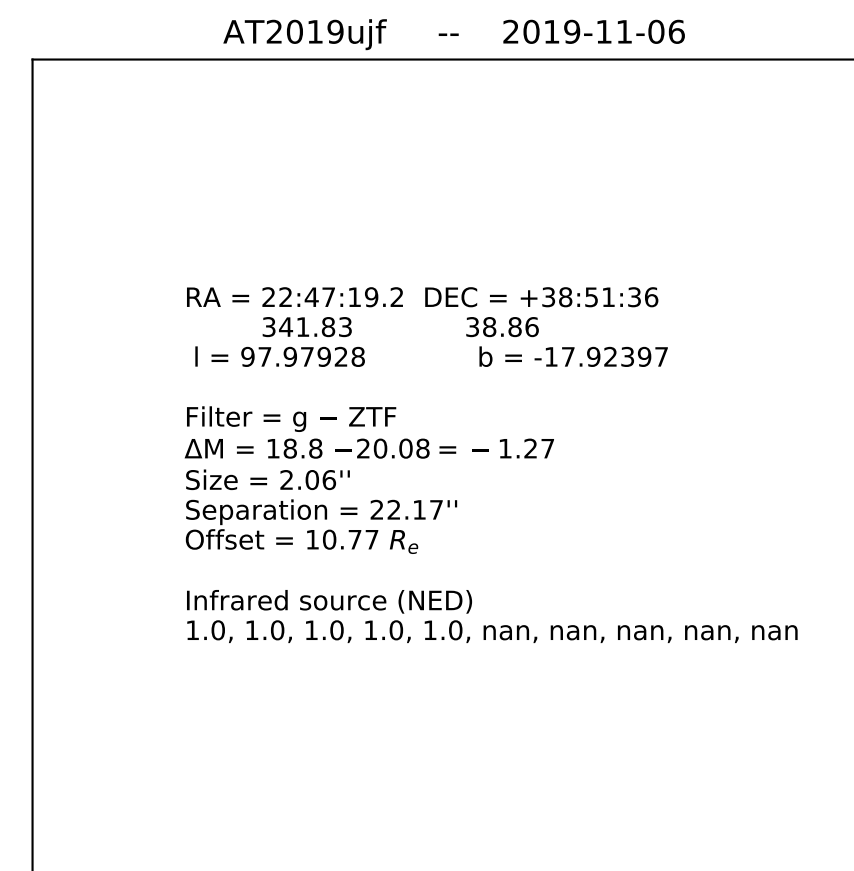 AT2019ujf -- 2019-11-06
RA = 22:47:19.2 DEC = +38:51:36
341.83 38.86
l = 97.97928 b = -17.92397
Filter = g − ZTF
ΔM = 18.8 −20.08 = − 1.27
Size = 2.06''
Separation = 22.17''
Offset = 10.77 Re
Infrared source (NED)
1.0, 1.0, 1.0, 1.0, 1.0, nan, nan, nan, nan, nan